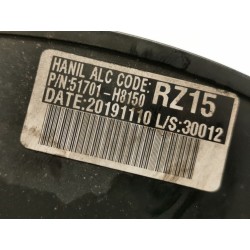 HANIL ALC CODE: RZ15
P/N:51701-H8150
DATE:20191110 L/S:30012